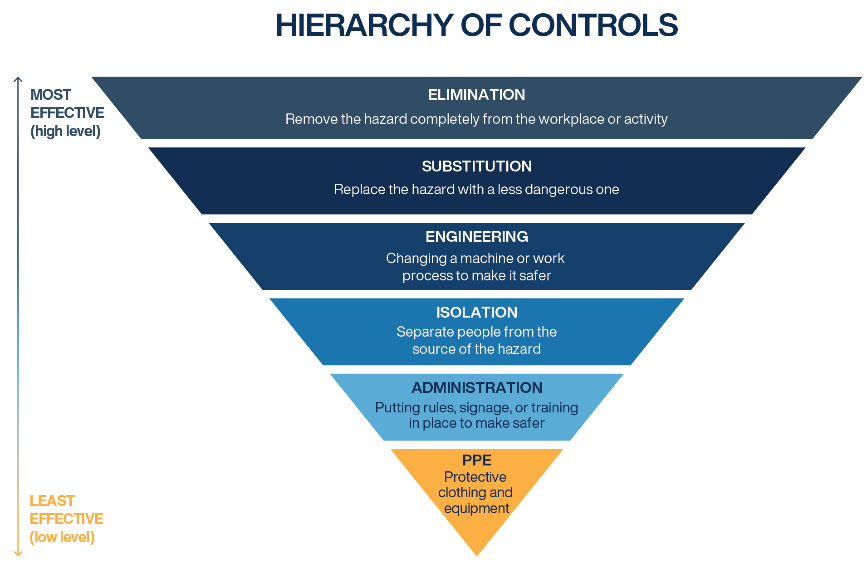 HIERARCHY OF CONTROLS
MOST
EFFECTIVE
(high level)
ELIMINATION
Remove the hazard completely from the workplace or activity
SUBSTITUTION
Replace the hazard with a less dangerous one
ENGINEERING
Changing a machine or work
process to make it safer
ISOLATION
Separate people from the
source of the hazard
ADMINISTRATION
Putting rules, signage, or training
in place to make safer
PPE
Protective
clothing and
equipment
LEAST
EFFECTIVE
(low level)